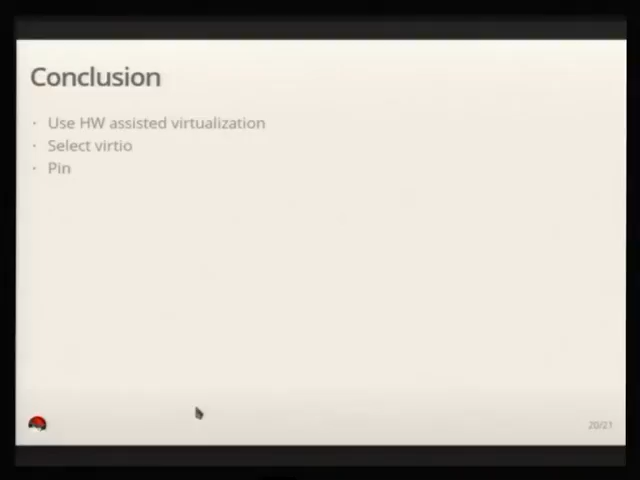 Conclusion
· Use HW assisted virtualization
· Select virtio
· Pin
20/21